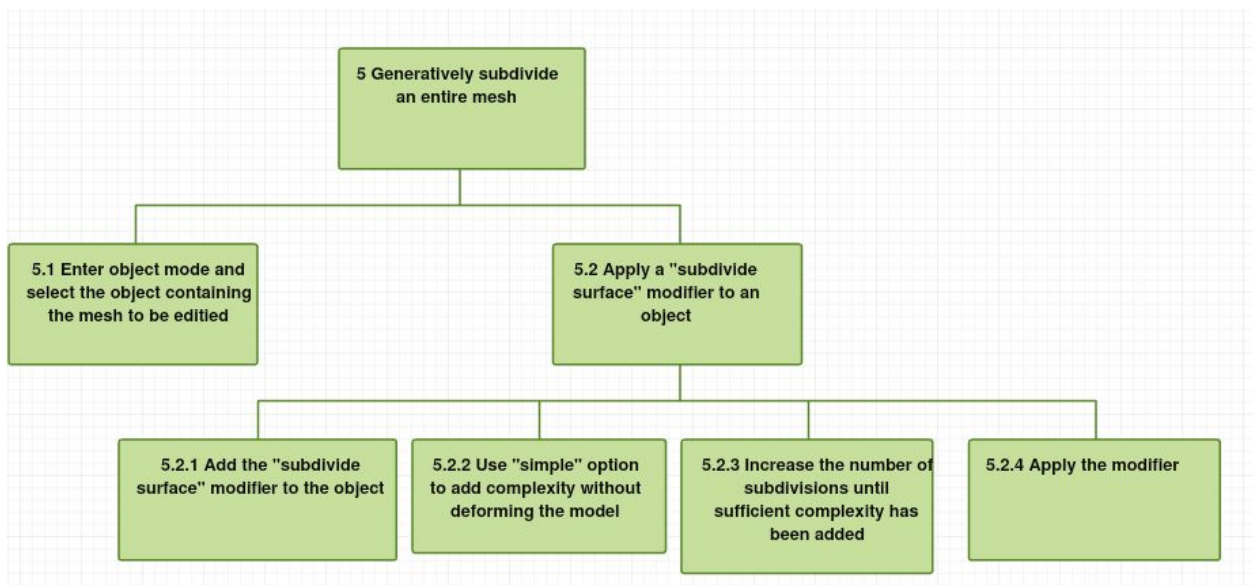 5 Generatively subdivide
an entire mesh
5.1 Enter object mode and
select the object containing
the mesh to be editied
5.2 Apply a "subdivide
surface" modifier to an
object
5.2.1 Add the "subdivide
surface" modifier to the object
5.2.2 Use "simple" option
to add complexity without
deforming the model
5.2.3 Increase the number of
subdivisions until
sufficient complexity has
been added
5.2.4 Apply the modifier